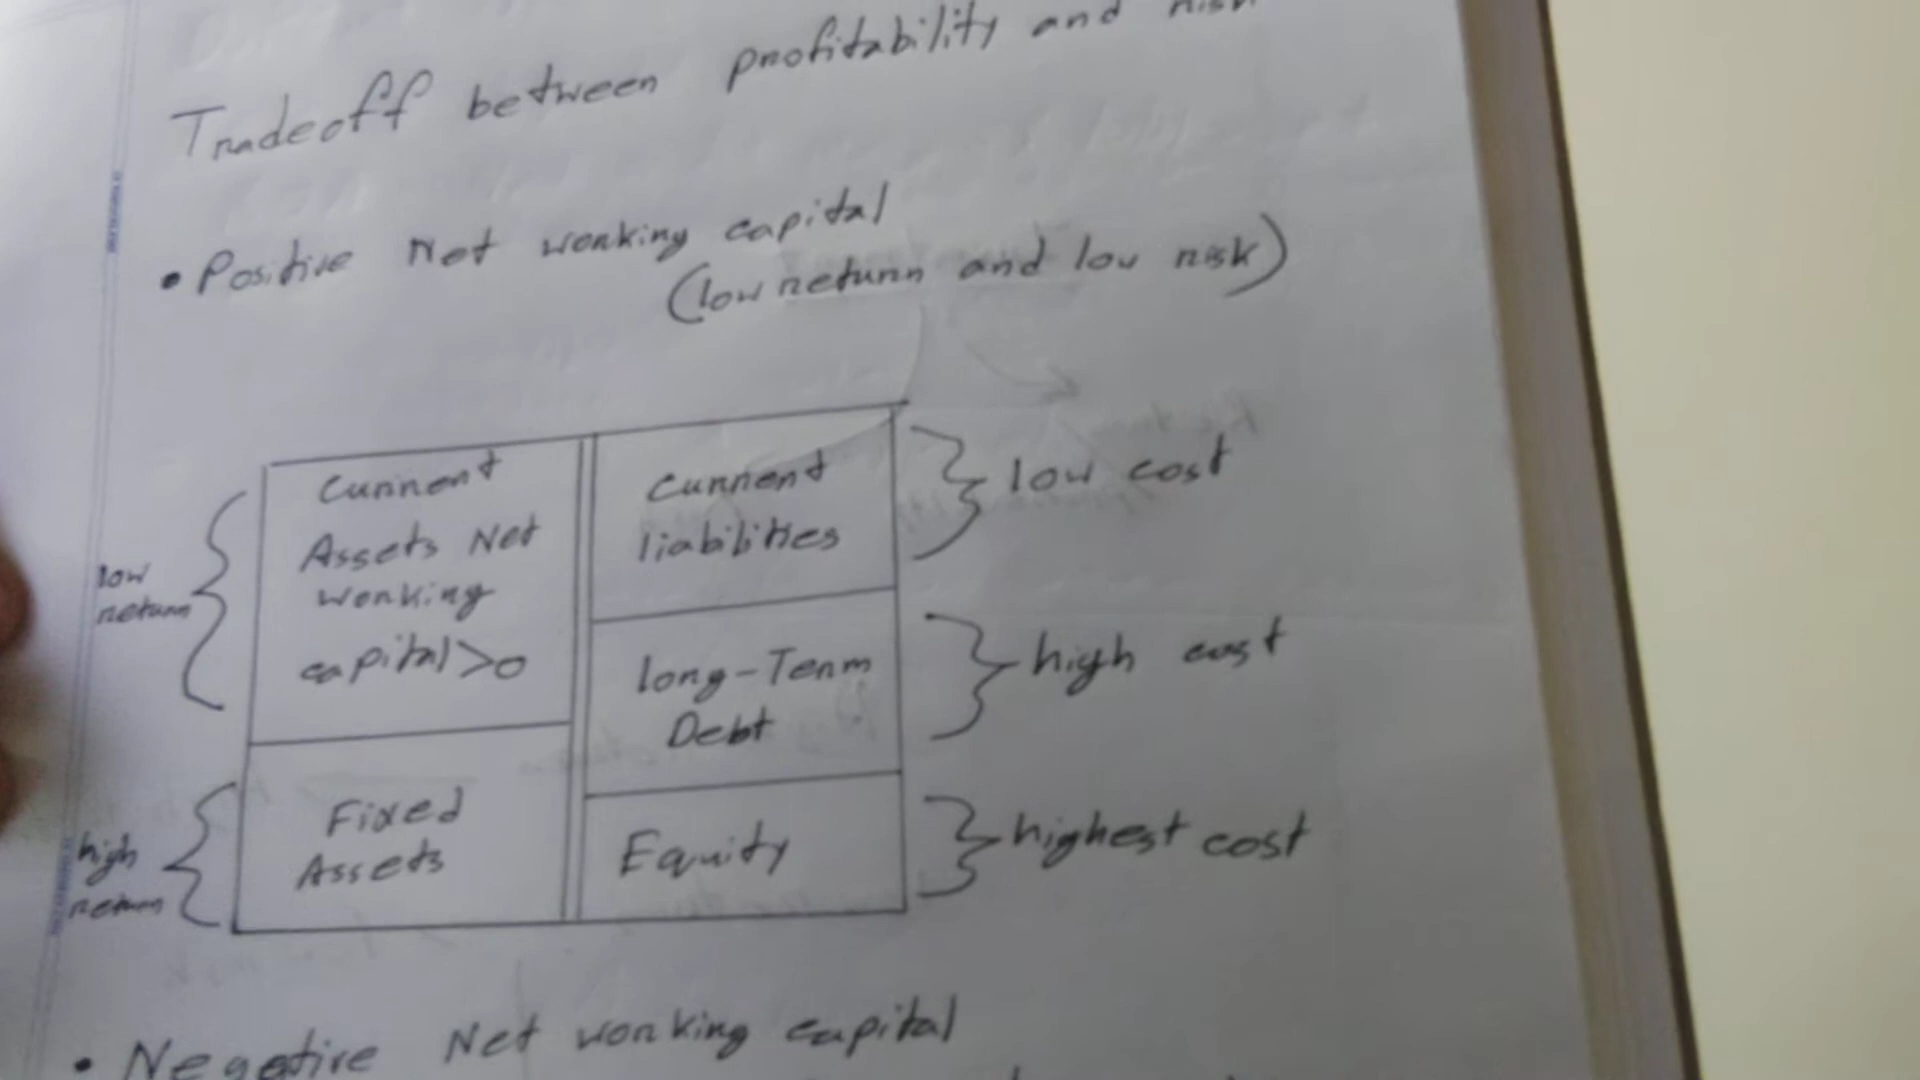 Tradeoff between profitability and risk
• Positive Net working capital
(low return and low risk)
Current
Assets Net
working
capital>0
Fixed
Assets
low
return
high
return
Current
liabilities
long-Term
Debt
Equity
low cost
high cost
highest cost
• Negative Net working capital